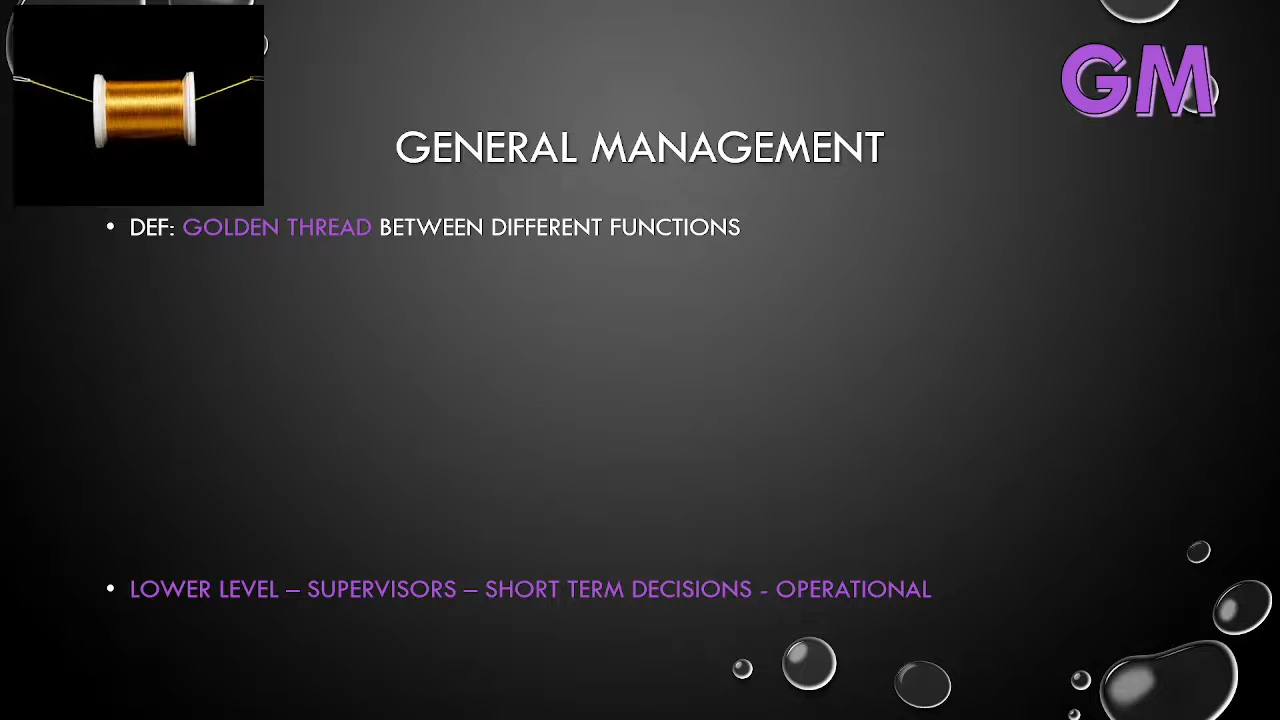 GM
GENERAL MANAGEMENT
• DEF: GOLDEN THREAD BETWEEN DIFFERENT FUNCTIONS
• LOWER LEVEL – SUPERVISORS – SHORT TERM DECISIONS - OPERATIONAL